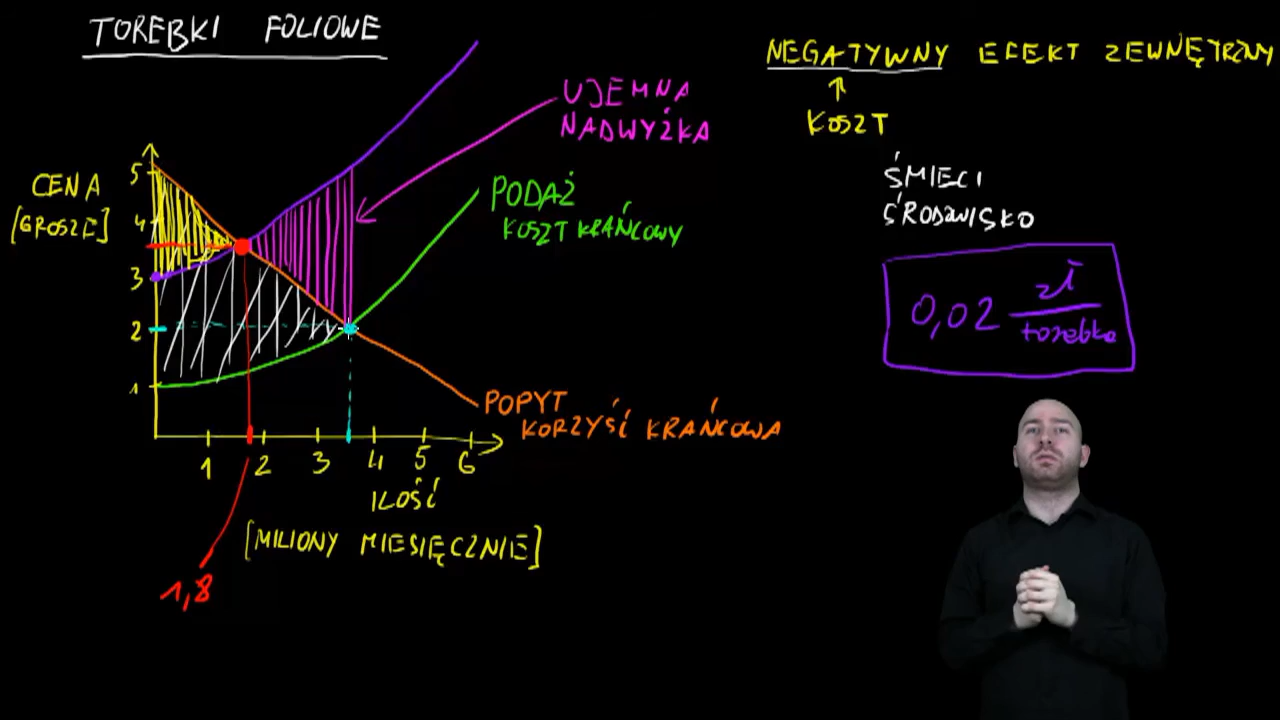 TOREBKI FOLIOWE
NEGATYWNY EFEKT ZEWNĘTRZNY
KOSZT
ŚMIECI
ŚRODOWISKO
0,02 zł/torebka
UJEMNA
NADWYŻKA
PODAŻ
KOSZT KRAŃCOWY
CENA
[GROSZE]
5
4
3
2
1
POPYT
KORZYŚĆ KRAŃCOWA
1 2 3 4 5 6
ILOŚĆ
[MILIONY MIESIĘCZNIE]
1,8